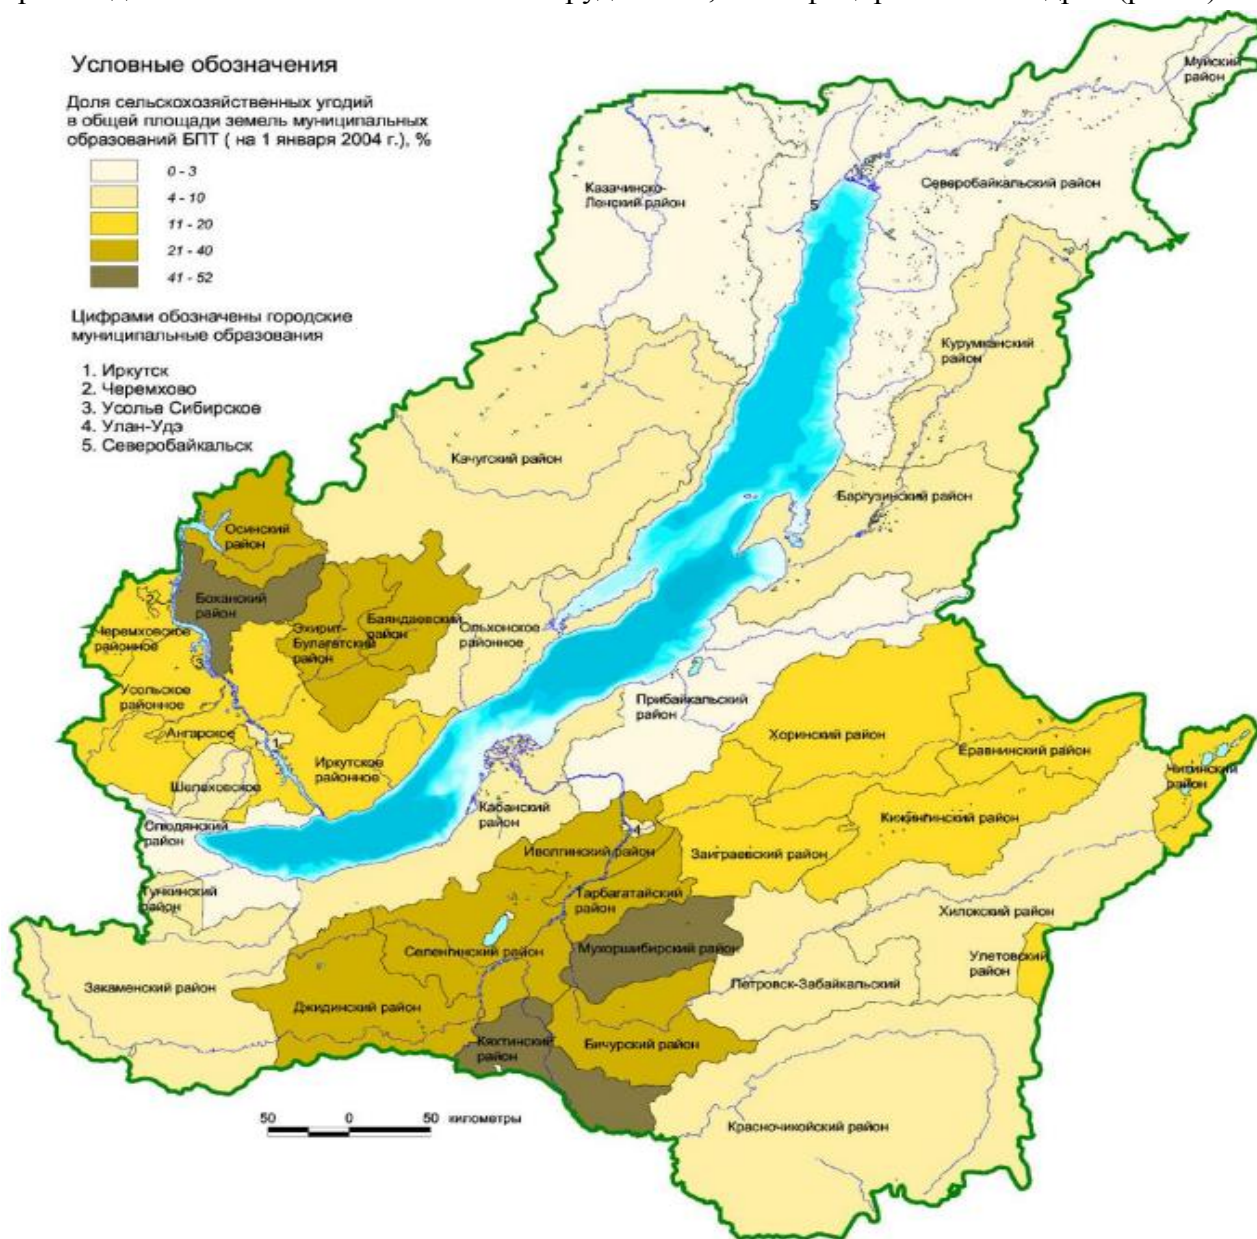 Условные обозначения
Доля сельскохозяйственных угодий
в общей площади земель муниципальных
образований БПТ ( на 1 января 2004 г.), %
0 - 3
4 - 10
11 - 20
21 - 40
41 - 52
Цифрами обозначены городские
муниципальные образования
1. Иркутск
2. Черемхово
3. Усолье Сибирское
4. Улан-Удэ
5. Северобайкальск
Муйский
район
Казачинско-
Ленский район
Северобайкальский район
5
Курумканский
район
Качугский район
Баргузинский район
Осинский
район
Боханский
район
2
Черемховское
районное
Эхирит-
Булагатский
район
Баяндаевский
район
Ольхонское
районное
3
Усольское
районное
Ангарское
1
Иркутское
районное
Шелеховское
Прибайкальский
район
Хоринский район
Еравнинский район
Читинский
район
Слюдянский
район
Кабанский
район
4
Кижингинский район
Иволгинский район
Заиграевский район
Тункинский
район
Тарбагатайский
район
Хилокский район
Селенгинский район
Мухоршибирский район
Улетовский
район
Закаменский район
Петровск-Забайкальский
Джидинский район
Кяхтинский
район
Бичурский район
50 0 50 километры
Красночикойский район